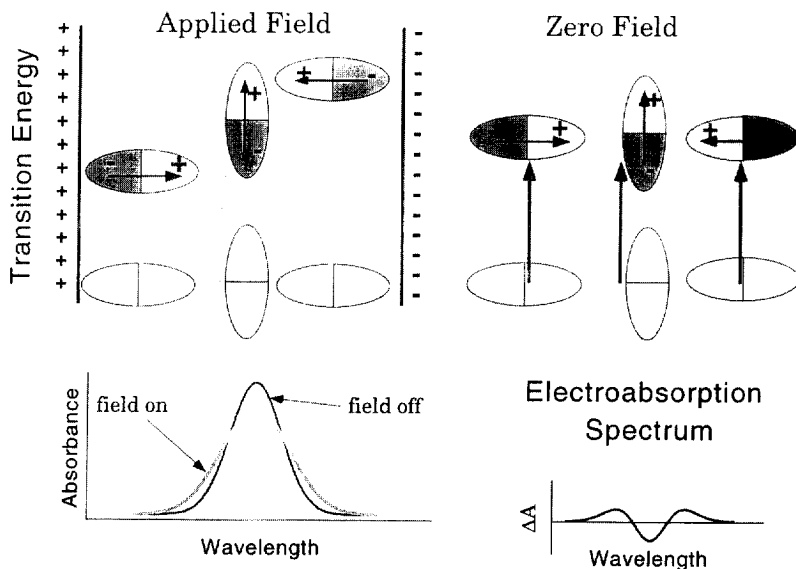 Applied Field
Zero Field
Transition Energy
field on
field off
Absorbance
Wavelength
Electroabsorption
Spectrum
ΔA
Wavelength